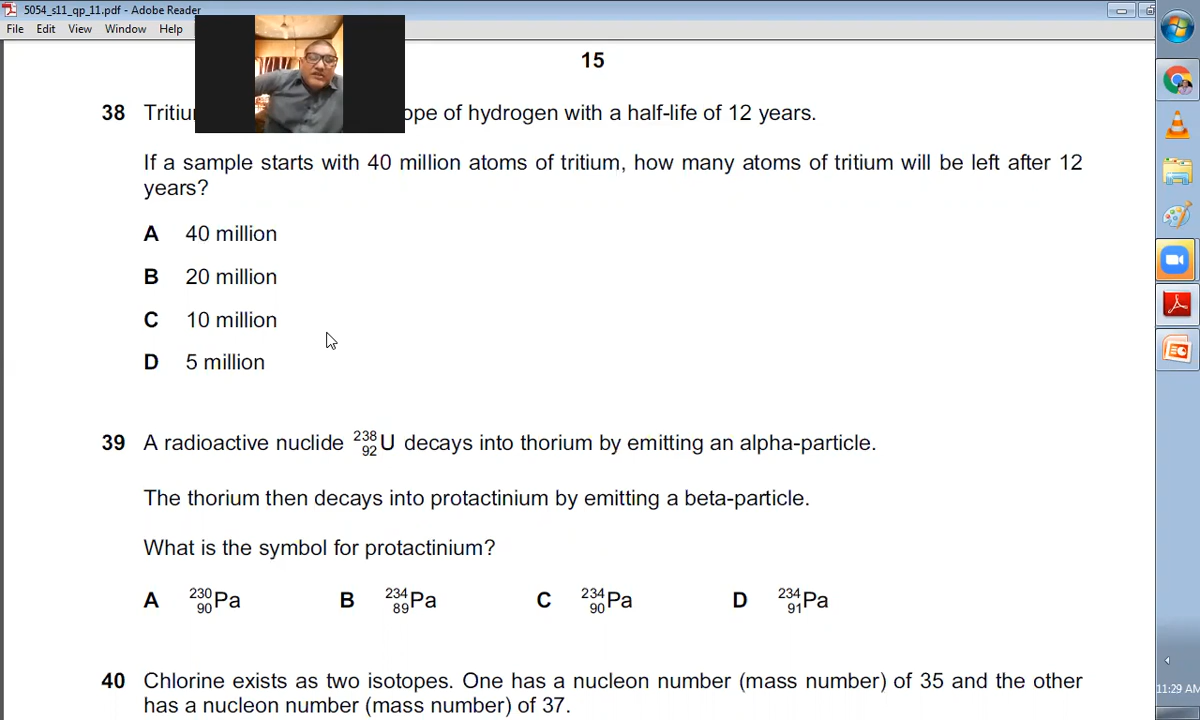 5054_s11_qp_11.pdf - Adobe Reader
File Edit View Window Help
15
38 ope of hydrogen with a half-life of 12 years.
If a sample starts with 40 million atoms of tritium, how many atoms of tritium will be left after 12
years?
A 40 million
B 20 million
C 10 million
D 5 million
39 A radioactive nuclide ²³⁸₉₂U decays into thorium by emitting an alpha-particle.
The thorium then decays into protactinium by emitting a beta-particle.
What is the symbol for protactinium?
A ²³⁰₉₀Pa B ²³⁴₈₉Pa C ²³⁴₉₀Pa D ²³⁴₉₁Pa
40 Chlorine exists as two isotopes. One has a nucleon number (mass number) of 35 and the other
has a nucleon number (mass number) of 37.
11:29 AM